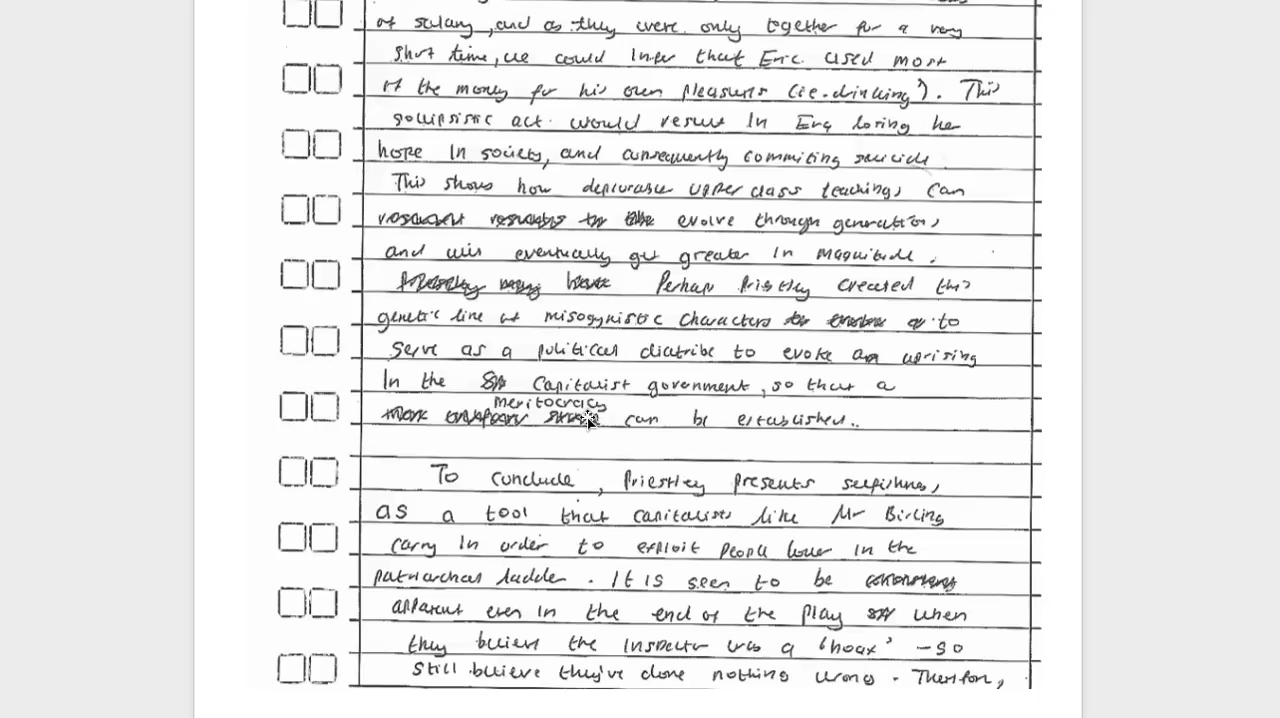 of salary, and as they were only together for a very
short time, we could infer that Eric used most
of the money for his own pleasures (ie. drinking'). This
solipsistic act would result in Eva losing her
hope in society, and consequently commiting suicide.
This shows how deplorable upper class teachings can
evolve through generations
and will eventually get greater in magnitude.
Perhaps Pristley created this
genetic line of misogynistic characters to
serve as a political diatribe to evoke an uprising
in the Capitalist government, so that a
meritocracy
can be established.
To conclude, Priestley presents selfishness,
as a tool that capitalists like Mr Birling
carry in order to exploit people lower in the
patriarchal ladder. It is seen to be
apparent even in the end of the play when
they believe the inspector was a 'hoax' - so
still believe they've done nothing wrong. Therefore,